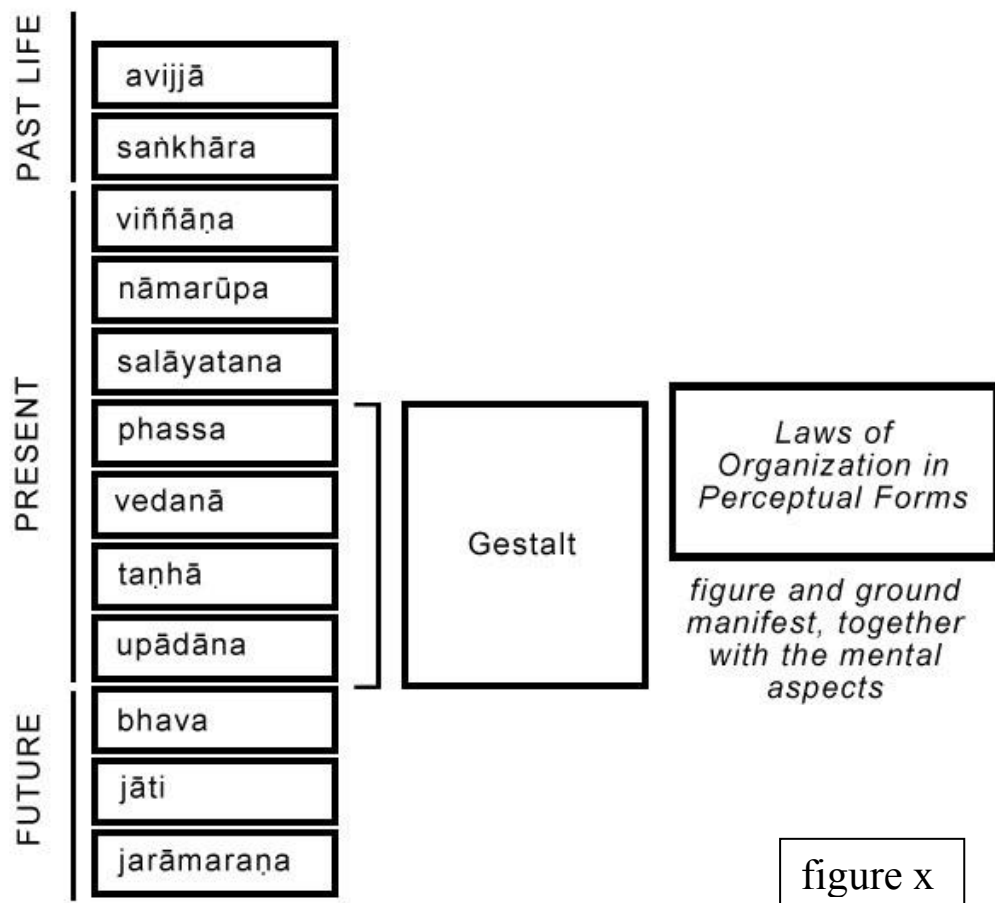 PAST LIFE
avijjā
saṅkhāra
PRESENT
viññāṇa
nāmarūpa
salāyatana
phassa
vedanā
taṇhā
upādāna
FUTURE
bhava
jāti
jarāmaraṇa
Gestalt
Laws of
Organization in
Perceptual Forms
figure and ground
manifest, together
with the mental
aspects
figure x